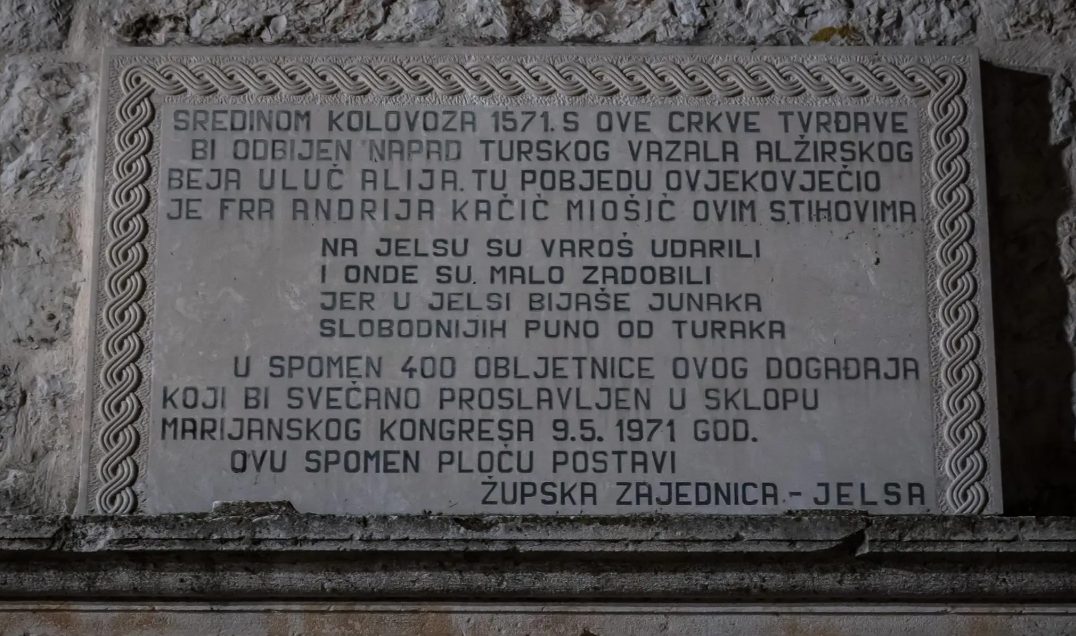 SREDINOM KOLOVOZA 1571. S OVE CRKVE TVRĐAVE
BI ODBIJEN NAPAD TURSKOG VAZALA ALŽIRSKOG
BEJA ULUČ ALIJA. TU POBJEDU OVJEKOVJEČIO
JE FRA ANDRIJA KAČIĆ MIOŠIĆ OVIM STIHOVIMA.
NA JELSU SU VAROŠ UDARILI
I ONDE SU MALO ZADOBILI
JER U JELSI BIJAŠE JUNAKA
SLOBODNIJIH PUNO OD TURAKA
U SPOMEN 400 OBLJETNICE OVOG DOGAĐAJA
KOJI BI SVEČANO PROSLAVLJEN U SKLOPU
MARIJANSKOG KONGRESA 9.5. 1971 GOD.
OVU SPOMEN PLOČU POSTAVI
ŽUPSKA ZAJEDNICA - JELSA